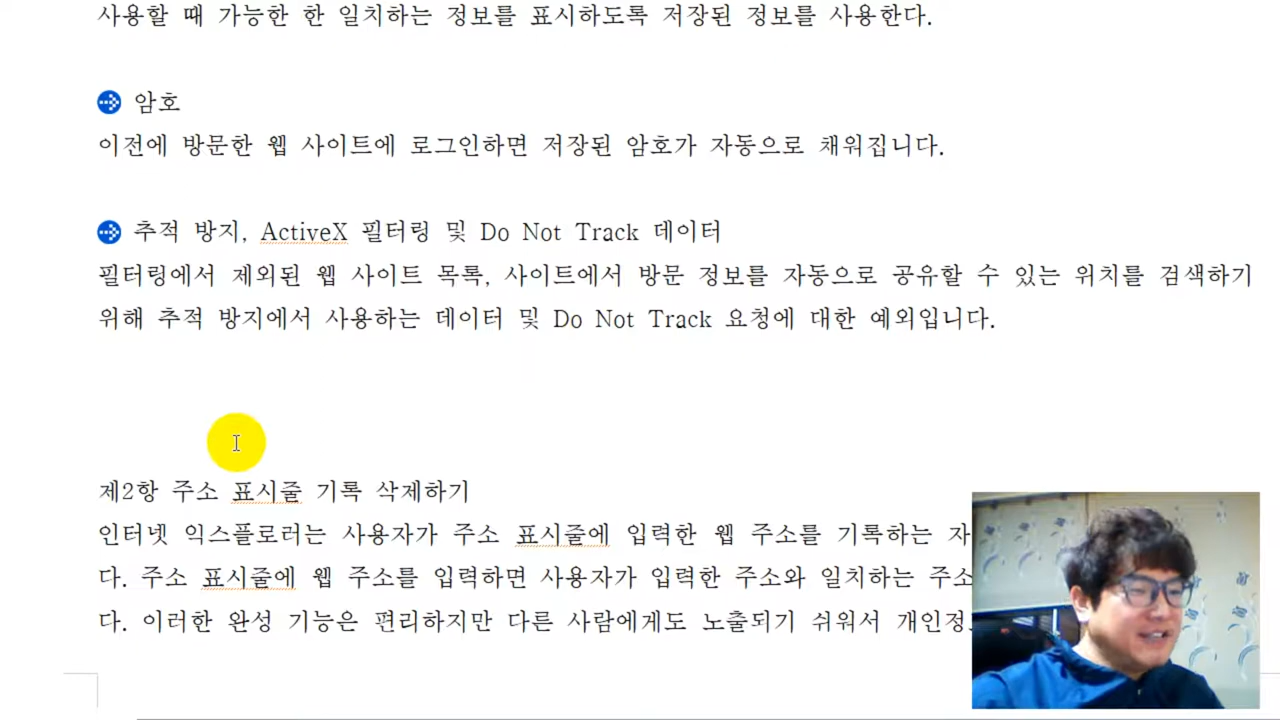 사용할 때 가능한 한 일치하는 정보를 표시하도록 저장된 정보를 사용한다.
암호
이전에 방문한 웹 사이트에 로그인하면 저장된 암호가 자동으로 채워집니다.
추적 방지, ActiveX 필터링 및 Do Not Track 데이터
필터링에서 제외된 웹 사이트 목록, 사이트에서 방문 정보를 자동으로 공유할 수 있는 위치를 검색하기
위해 추적 방지에서 사용하는 데이터 및 Do Not Track 요청에 대한 예외입니다.
제2항 주소 표시줄 기록 삭제하기
인터넷 익스플로러는 사용자가 주소 표시줄에 입력한 웹 주소를 기록하는 자
다. 주소 표시줄에 웹 주소를 입력하면 사용자가 입력한 주소와 일치하는 주소
다. 이러한 완성 기능은 편리하지만 다른 사람에게도 노출되기 쉬워서 개인정